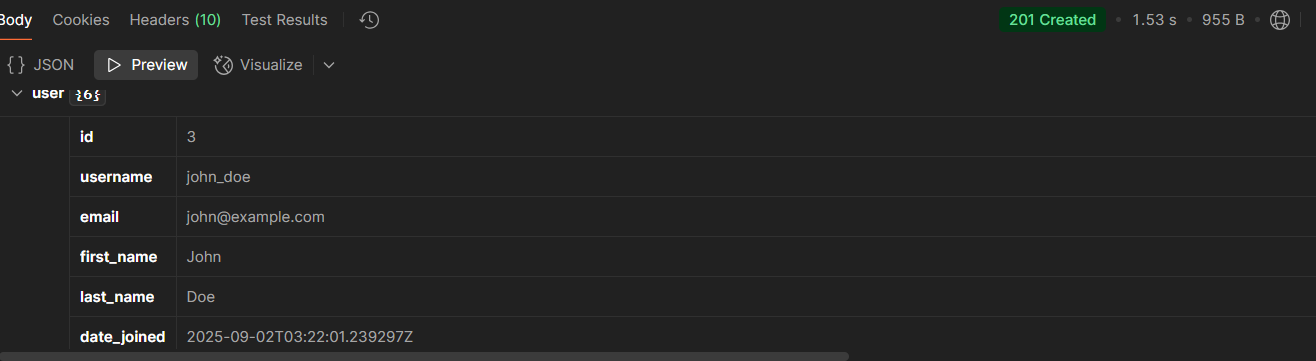 Body Cookies Headers (10) Test Results 201 Created • 1.53 s • 955 B
{} JSON Preview Visualize
user {6}
id 3
username john_doe
email john@example.com
first_name John
last_name Doe
date_joined 2025-09-02T03:22:01.239297Z